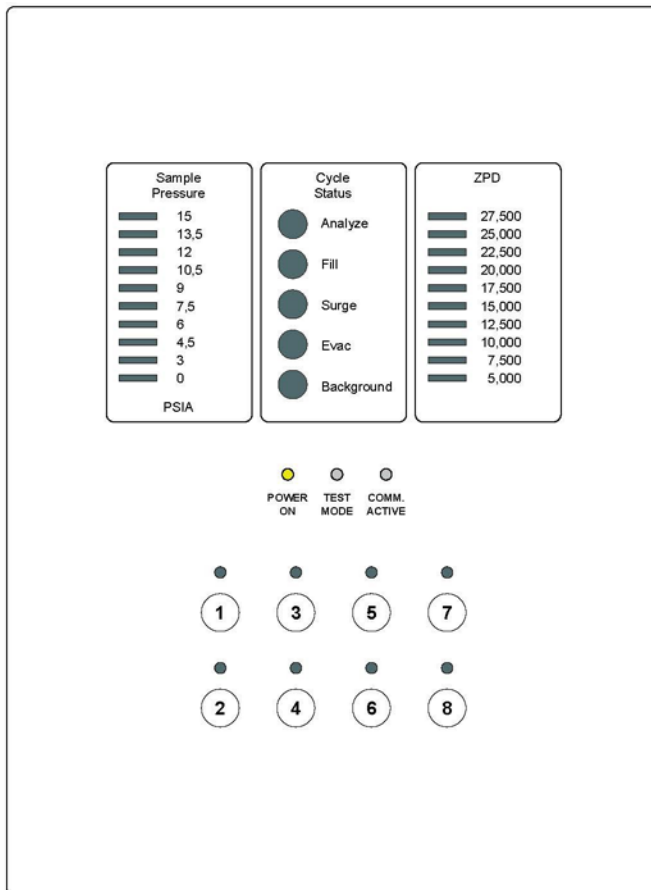 Sample
Pressure
15
13,5
12
10,5
9
7,5
6
4,5
3
0
PSIA
Cycle
Status
Analyze
Fill
Surge
Evac
Background
ZPD
27,500
25,000
22,500
20,000
17,500
15,000
12,500
10,000
7,500
5,000
POWER
ON
TEST
MODE
COMM.
ACTIVE
1
3
5
7
2
4
6
8